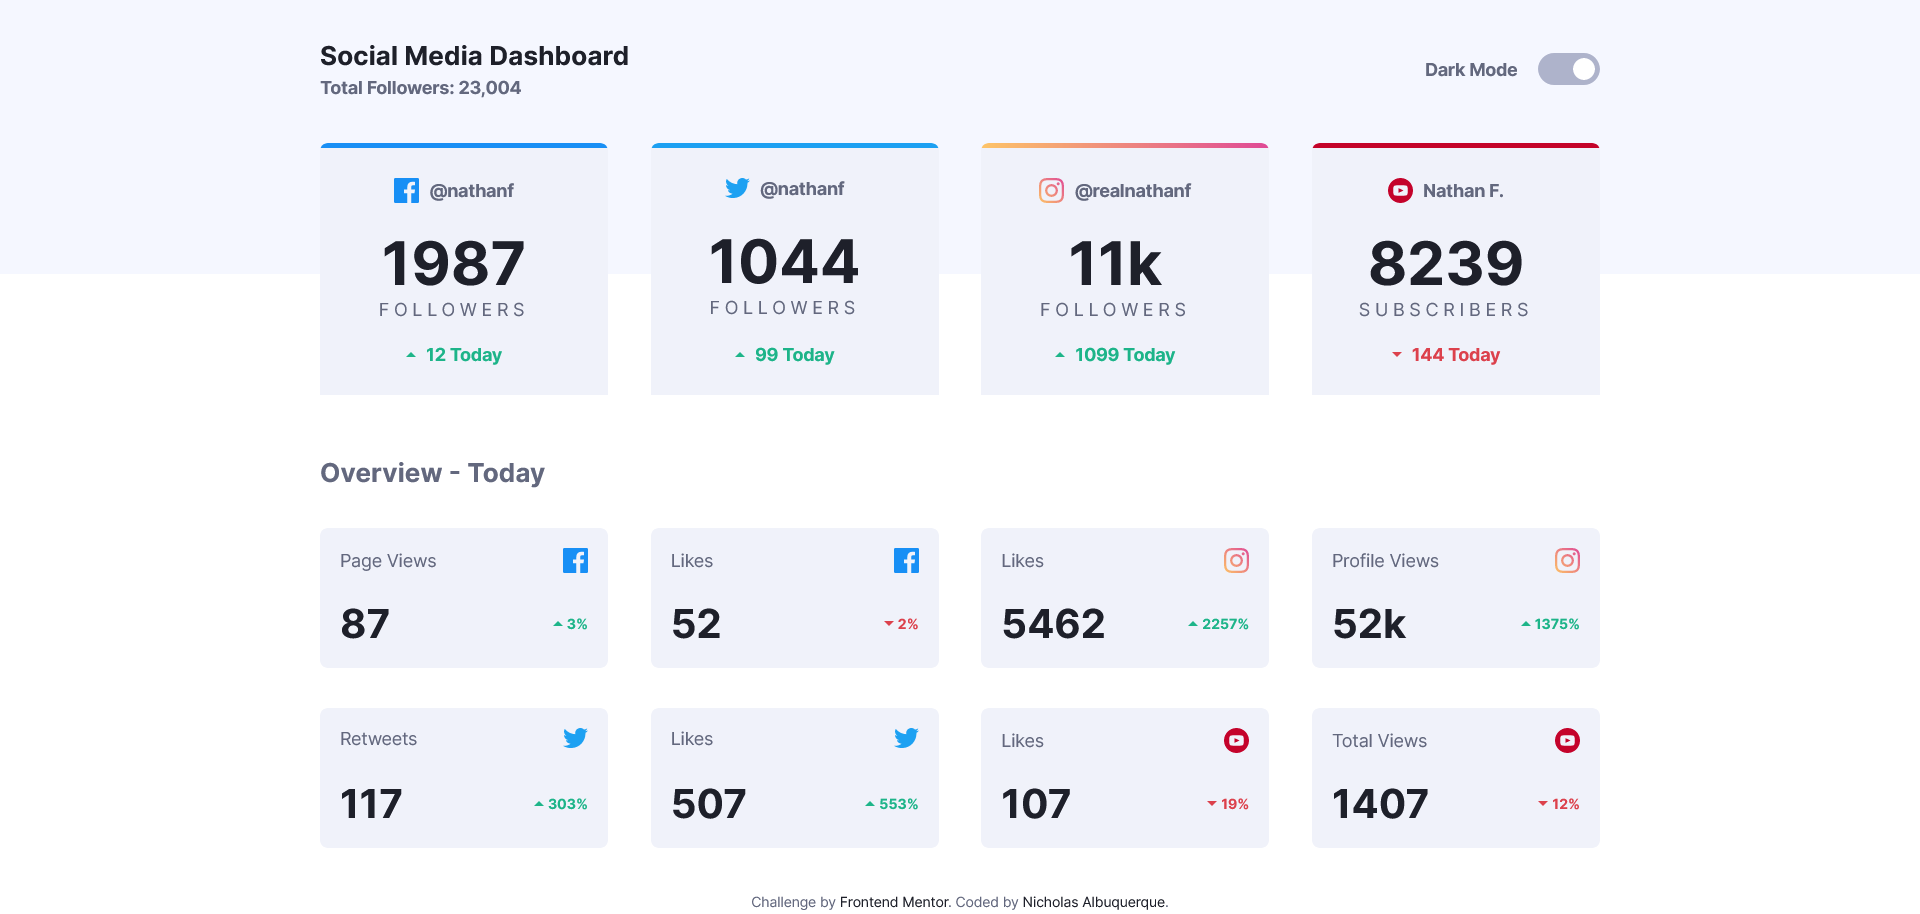 Social Media Dashboard
Total Followers: 23,004
Dark Mode
@nathanf
1987
FOLLOWERS
12 Today
@nathanf
1044
FOLLOWERS
99 Today
@realnathanf
11k
FOLLOWERS
1099 Today
Nathan F.
8239
SUBSCRIBERS
144 Today
Overview - Today
Page Views
87
3%
Likes
52
2%
Likes
5462
2257%
Profile Views
52k
1375%
Retweets
117
303%
Likes
507
553%
Likes
107
19%
Total Views
1407
12%
Challenge by Frontend Mentor. Coded by Nicholas Albuquerque.